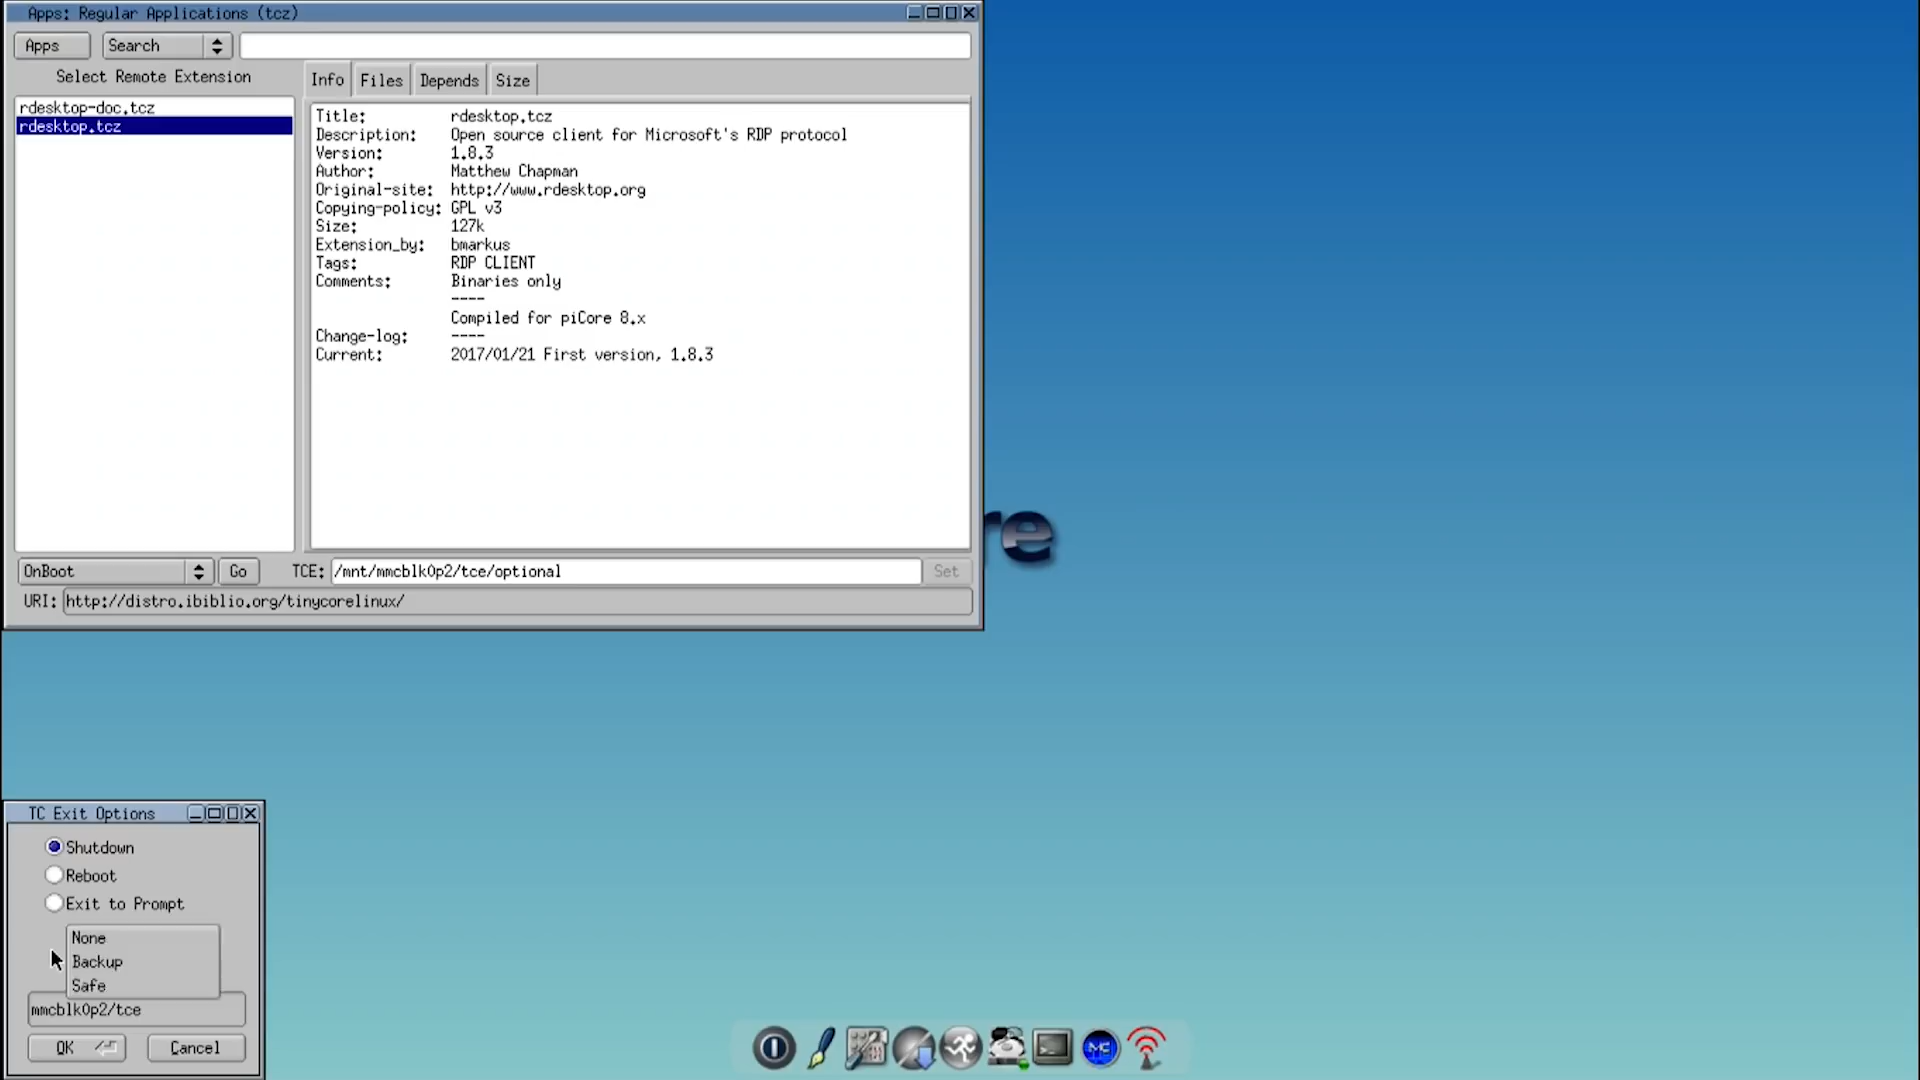 Apps: Regular Applications (tcz)
Apps
Search
Select Remote Extension
Info Files Depends Size
rdesktop-doc.tcz
rdesktop.tcz
Title: rdesktop.tcz
Description: Open source client for Microsoft's RDP protocol
Version: 1.8.3
Author: Matthew Chapman
Original-site: http://www.rdesktop.org
Copying-policy: GPL v3
Size: 127k
Extension_by: bmarkus
Tags: RDP CLIENT
Comments: Binaries only
----
Compiled for piCore 8.x
Change-log: ----
Current: 2017/01/21 First version, 1.8.3
re
OnBoot
Go
TCE: /mnt/mmcblk0p2/tce/optional
Set
URI: http://distro.ibiblio.org/tinycorelinux/
TC Exit Options
Shutdown
Reboot
Exit to Prompt
None
Backup
Safe
mmcblk0p2/tce
OK
Cancel
MC